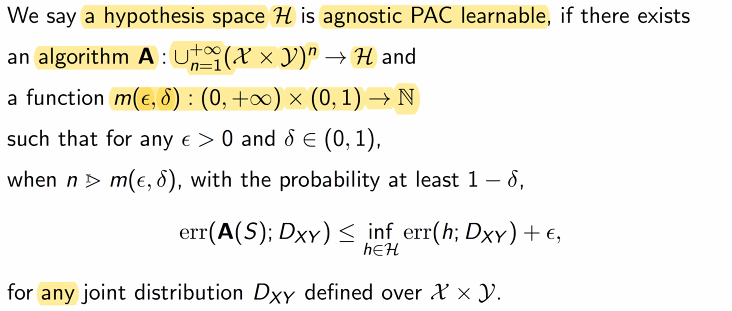 We say a hypothesis space ℋ is agnostic PAC learnable, if there exists
an algorithm A : ∪_{n=1}^{+∞}(𝒳 × 𝒴)^n → ℋ and
a function m(ϵ, δ) : (0, +∞) × (0, 1) → ℕ
such that for any ϵ > 0 and δ ∈ (0, 1),
when n ⊳ m(ϵ, δ), with the probability at least 1 − δ,
err(A(S); D_{XY}) ≤ inf_{h∈ℋ} err(h; D_{XY}) + ϵ,
for any joint distribution D_{XY} defined over 𝒳 × 𝒴.